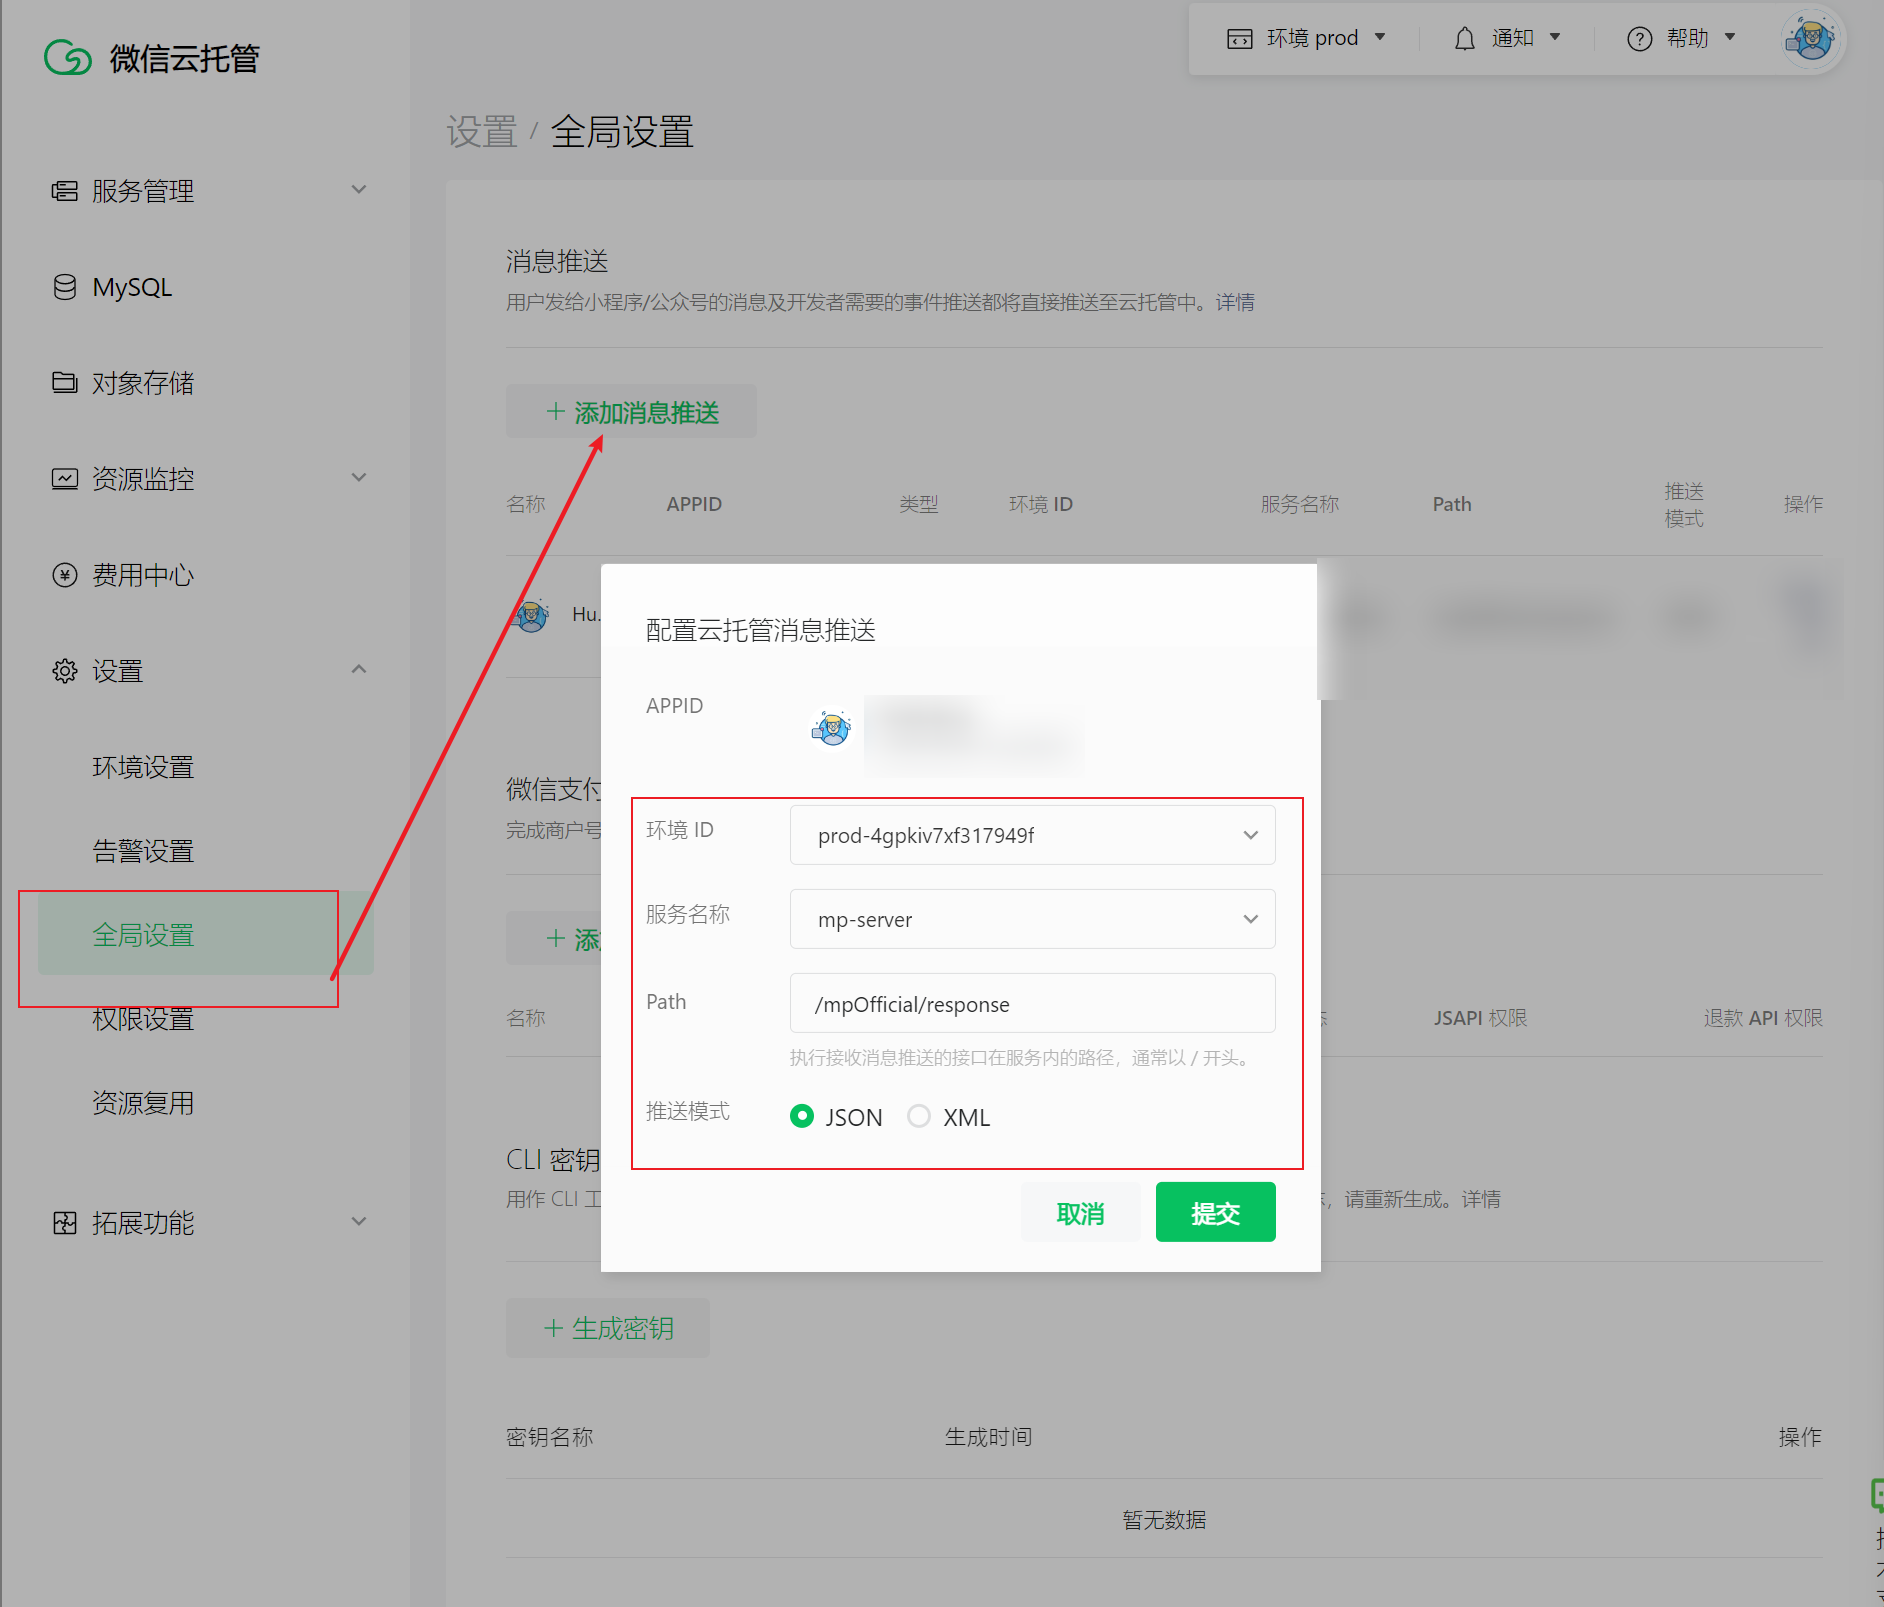 微信云托管
环境 prod
通知
帮助
设置 / 全局设置
服务管理
MySQL
对象存储
资源监控
费用中心
设置
环境设置
告警设置
全局设置
权限设置
资源复用
拓展功能
消息推送
用户发给小程序/公众号的消息及开发者需要的事件推送都将直接推送至云托管中。详情
+ 添加消息推送
名称 APPID 类型 环境 ID 服务名称 Path 推送模式 操作
Hu.
微信支付
完成商户号
+ 添
名称 JSAPI 权限 退款 API 权限
CLI 密钥
用作 CLI 工
，请重新生成。详情
+ 生成密钥
密钥名称 生成时间 操作
暂无数据
配置云托管消息推送
APPID
环境 ID prod-4gpkiv7xf317949f
服务名称 mp-server
Path /mpOfficial/response
执行接收消息推送的接口在服务内的路径，通常以 / 开头。
推送模式 JSON XML
取消 提交